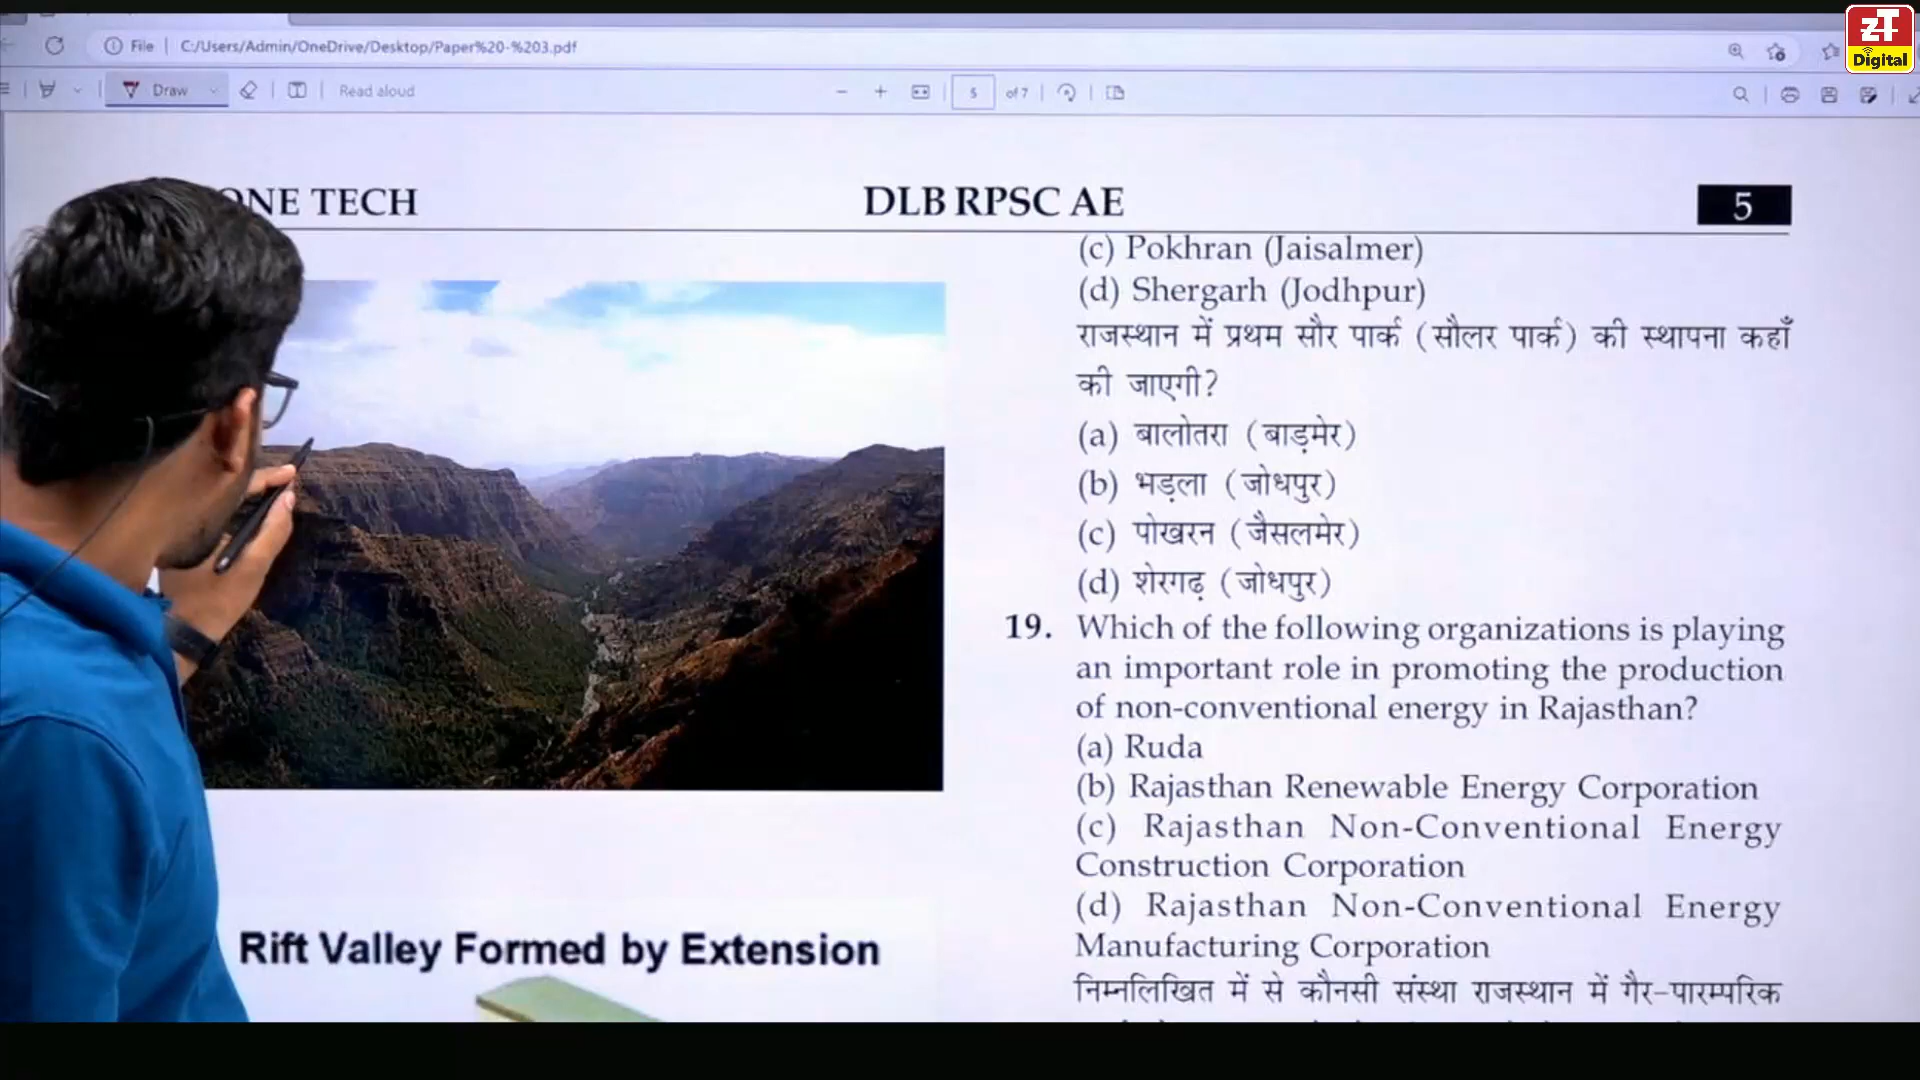 File
C:/Users/Admin/OneDrive/Desktop/Paper%20-%203.pdf
ZT
Digital
Draw
Read aloud
5
of 7
ONE TECH
DLB RPSC AE
5
(c) Pokhran (Jaisalmer)
(d) Shergarh (Jodhpur)
राजस्थान में प्रथम सौर पार्क (सौलर पार्क) की स्थापना कहाँ
की जाएगी?
(a) बालोतरा (बाड़मेर)
(b) भड़ला (जोधपुर)
(c) पोखरन (जैसलमेर)
(d) शेरगढ़ (जोधपुर)
19. Which of the following organizations is playing
an important role in promoting the production
of non-conventional energy in Rajasthan?
(a) Ruda
(b) Rajasthan Renewable Energy Corporation
(c) Rajasthan Non-Conventional Energy
Construction Corporation
(d) Rajasthan Non-Conventional Energy
Manufacturing Corporation
निम्नलिखित में से कौनसी संस्था राजस्थान में गैर-पारम्परिक
Rift Valley Formed by Extension